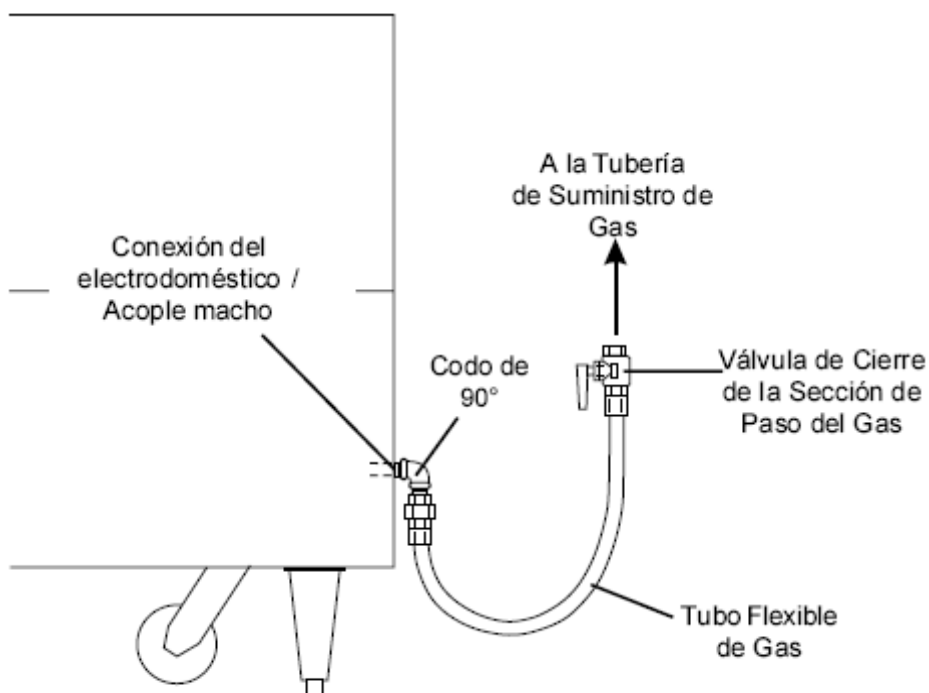 A la Tubería
de Suministro de
Gas
Conexión del
electrodoméstico /
Acople macho
Codo de
90°
Válvula de Cierre
de la Sección de
Paso del Gas
Tubo Flexible
de Gas